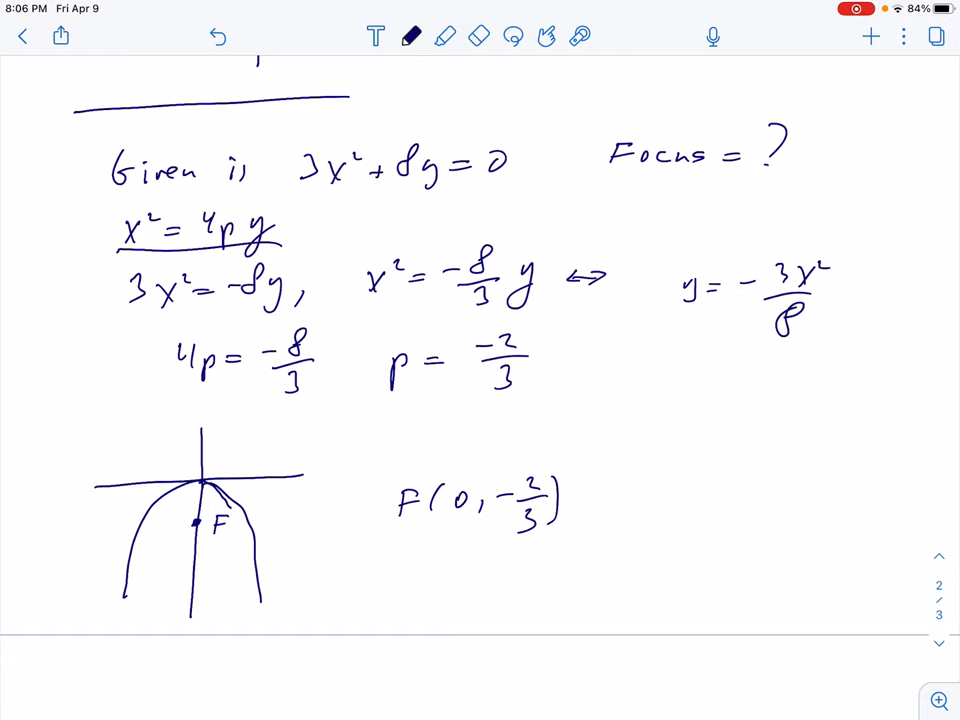 8:06 PM Fri Apr 9 84%
Given is 3x² + 8y = 0 Focus = ?
x² = 4py
3x² = -8y, x² = -8/3 y ⇔ y = - 3x²/8
4p = -8/3 p = -2/3
F
F(0, -2/3)
2
/
3